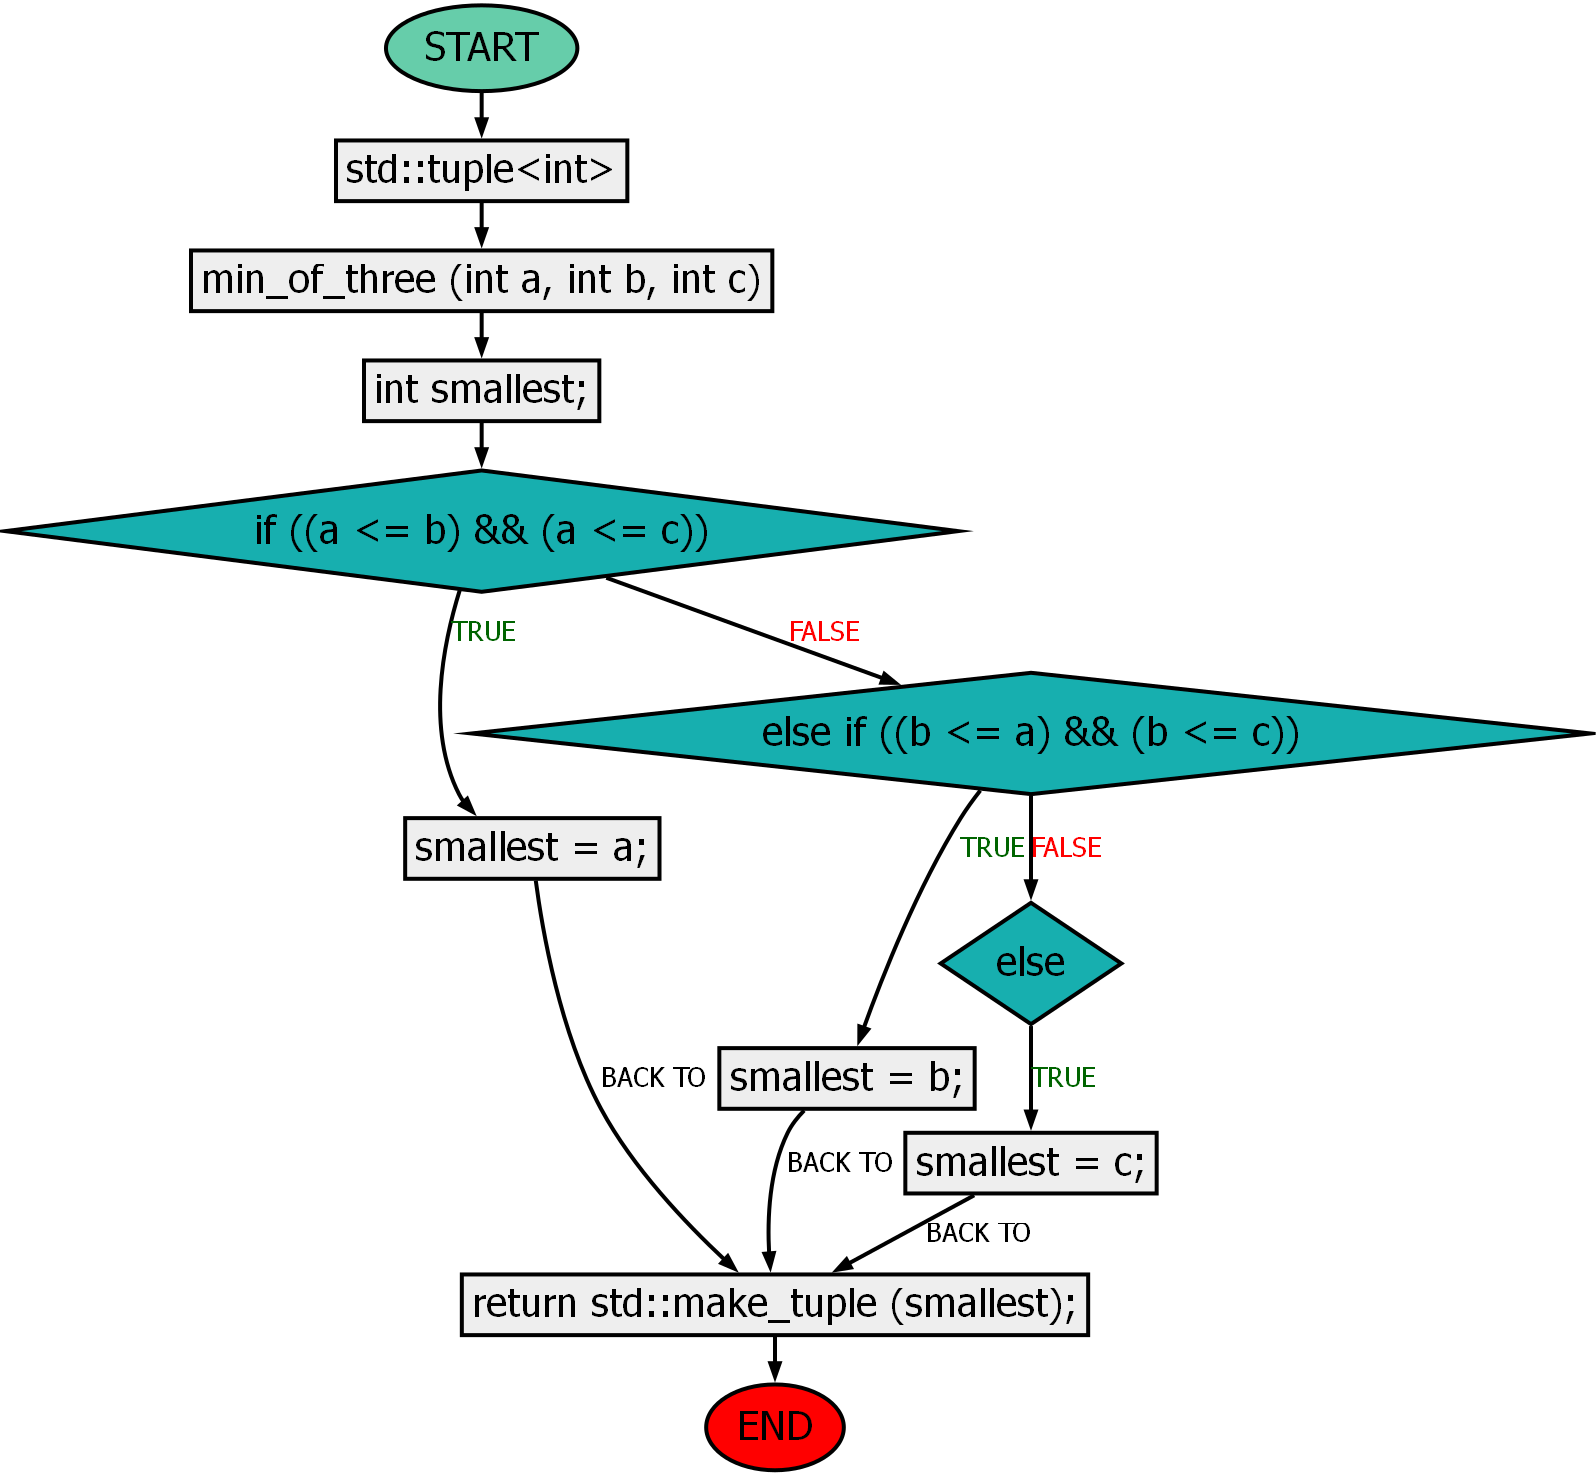 START
std::tuple<int>
min_of_three (int a, int b, int c)
int smallest;
if ((a <= b) && (a <= c))
TRUE
FALSE
else if ((b <= a) && (b <= c))
smallest = a;
TRUE
FALSE
else
BACK TO
smallest = b;
TRUE
BACK TO
smallest = c;
BACK TO
return std::make_tuple (smallest);
END